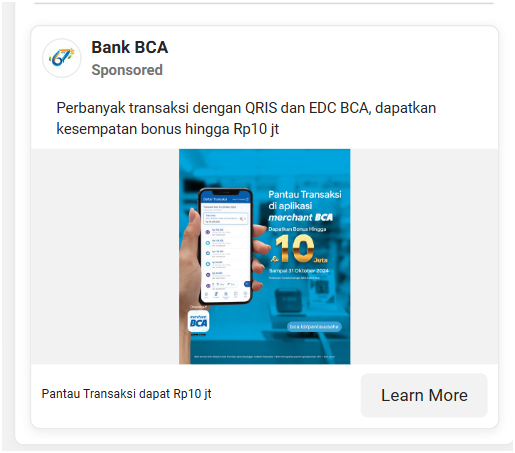 Bank BCA
Sponsored
Perbanyak transaksi dengan QRIS dan EDC BCA, dapatkan
kesempatan bonus hingga Rp10 jt
Pantau Transaksi
di aplikasi
merchant BCA
Dapatkan Bonus Hingga
Rp 10 Juta
Sampai 31 Oktober 2024
merchant
BCA
Pantau Transaksi dapat Rp10 jt
Learn More